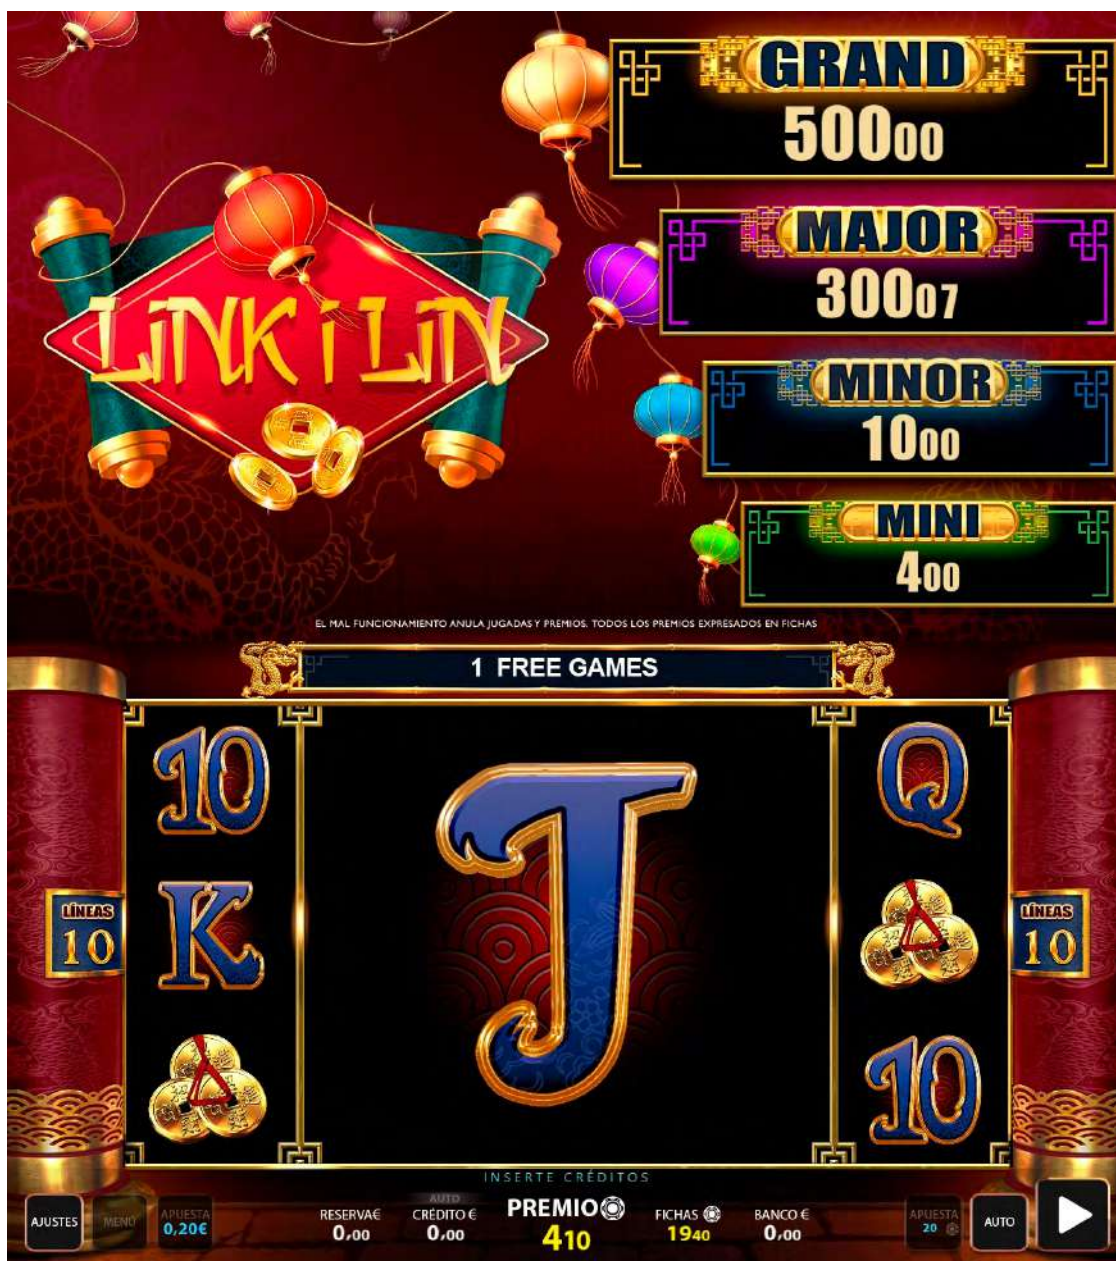 GRAND
50000
MAJOR
30007
LINK i LIN
MINOR
1000
MINI
400
EL MAL FUNCIONAMIENTO ANULA JUGADAS Y PREMIOS. TODOS LOS PREMIOS EXPRESADOS EN FICHAS
1 FREE GAMES
10
Q
J
K
LÍNEAS
10
LÍNEAS
10
10
INSERTE CRÉDITOS
AJUSTES
MENÚ
APUESTA
0,20€
RESERVA€
0,00
AUTO
CRÉDITO €
0,00
PREMIO
410
FICHAS
1940
BANCO €
0,00
APUESTA
20
AUTO